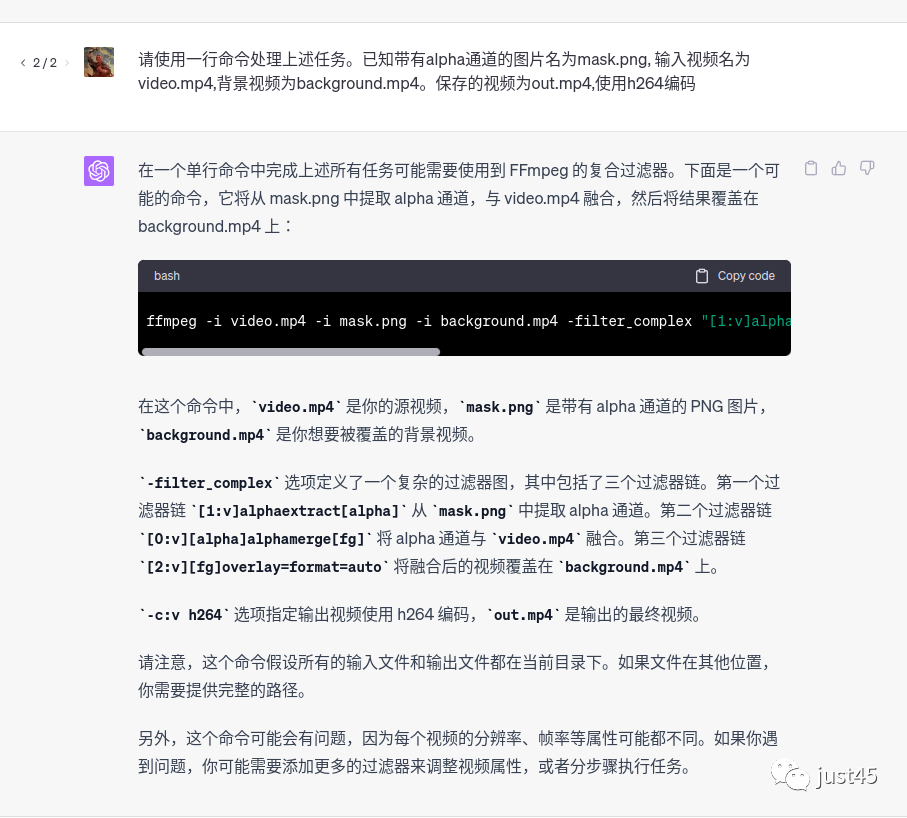 2 / 2
请使用一行命令处理上述任务。已知带有alpha通道的图片名为mask.png, 输入视频名为
video.mp4,背景视频为background.mp4。保存的视频为out.mp4,使用h264编码
在一个单行命令中完成上述所有任务可能需要使用到 FFmpeg 的复合过滤器。下面是一个可
能的命令，它将从 mask.png 中提取 alpha 通道，与 video.mp4 融合，然后将结果覆盖在
background.mp4 上：
bash
Copy code
ffmpeg -i video.mp4 -i mask.png -i background.mp4 -filter_complex "[1:v]alpha
在这个命令中，`video.mp4` 是你的源视频，`mask.png` 是带有 alpha 通道的 PNG 图片，
`background.mp4` 是你想要被覆盖的背景视频。
`-filter_complex` 选项定义了一个复杂的过滤器图，其中包括了三个过滤器链。第一个过
滤器链 `[1:v]alphaextract[alpha]` 从 `mask.png` 中提取 alpha 通道。第二个过滤器链
`[0:v][alpha]alphamerge[fg]` 将 alpha 通道与 `video.mp4` 融合。第三个过滤器链
`[2:v][fg]overlay=format=auto` 将融合后的视频覆盖在 `background.mp4` 上。
`-c:v h264` 选项指定输出视频使用 h264 编码，`out.mp4` 是输出的最终视频。
请注意，这个命令假设所有的输入文件和输出文件都在当前目录下。如果文件在其他位置，
你需要提供完整的路径。
另外，这个命令可能会有问题，因为每个视频的分辨率、帧率等属性可能都不同。如果你遇
到问题，你可能需要添加更多的过滤器来调整视频属性，或者分步骤执行任务。
just45